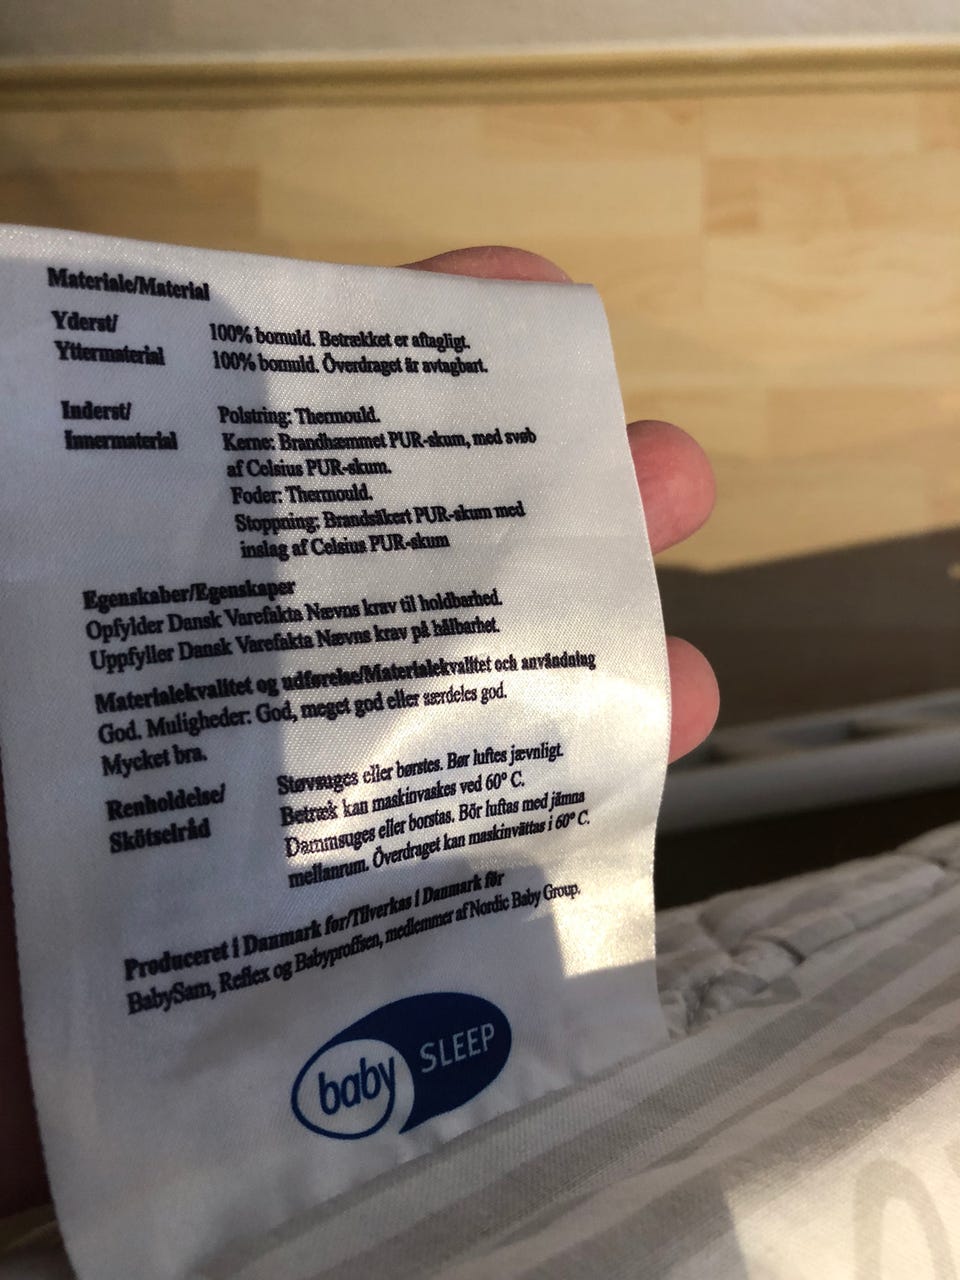 Materiale/Material
Yderst/ 100% bomuld. Betrækket er aftagligt.
Yttermaterial 100% bomuld. Överdraget är avtagbart.
Inderst/ Polstring: Thermould.
Innermaterial Kerne: Brandhæmmet PUR-skum, med svøb
af Celsius PUR-skum.
Foder: Thermould.
Stoppning: Brandsäkert PUR-skum med
inslag af Celsius PUR-skum
Egenskaber/Egenskaper
Opfylder Dansk Varefakta Nævns krav til holdbarhed.
Uppfyller Dansk Varefakta Nævns krav på hålbarhet.
Materialekvalitet og udførelse/Materialekvalitet och användning
God. Muligheder: God, meget god eller særdeles god.
Mycket bra.
Renholdelse/ Støvsuges eller børstes. Bør luftes jævnligt.
Skötselråd Betræk kan maskinvaskes ved 60° C.
Dammsuges eller borstas. Bör luftas med jämna
mellanrum. Överdraget kan maskinvättas i 60° C.
Produceret i Danmark for/Tilverkas i Danmark för
BabySam, Reflex og Babyproffsen, medlemmer af Nordic Baby Group.
baby SLEEP